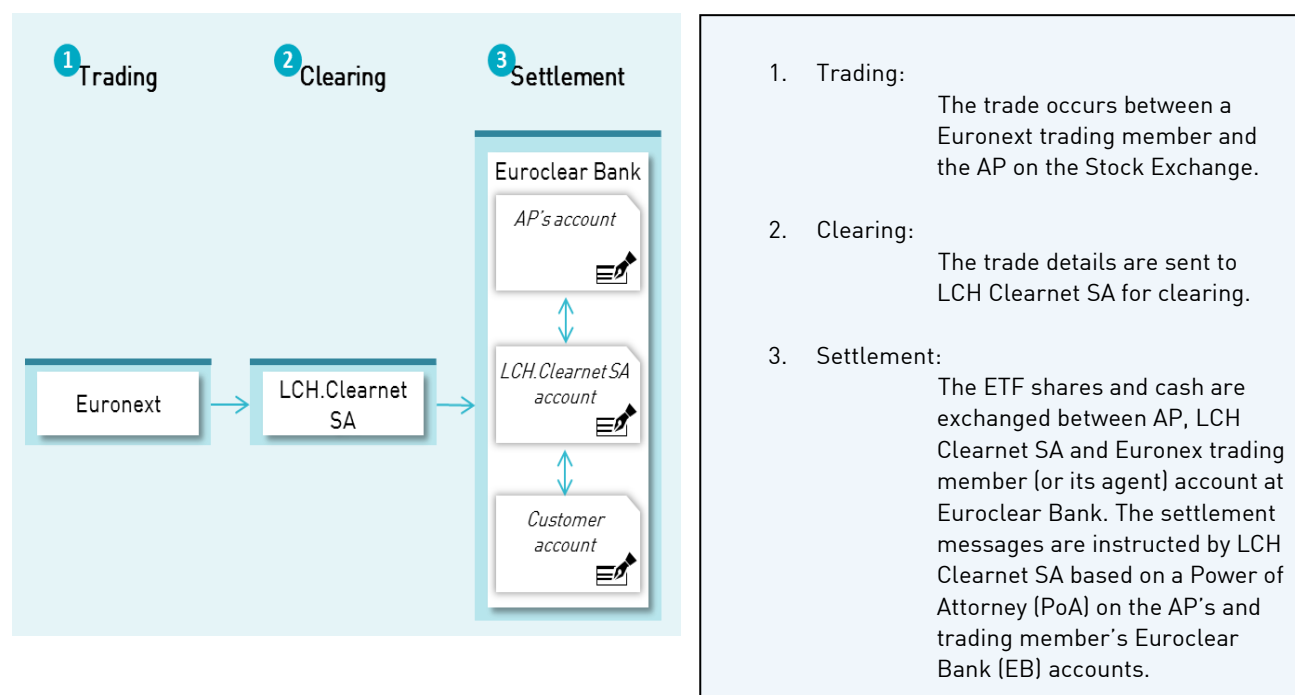 1 Trading
2 Clearing
3 Settlement
Euroclear Bank
AP's account
LCH.Clearnet SA
account
Customer
account
Euronext
LCH.Clearnet
SA
1. Trading:
The trade occurs between a
Euronext trading member and
the AP on the Stock Exchange.
2. Clearing:
The trade details are sent to
LCH Clearnet SA for clearing.
3. Settlement:
The ETF shares and cash are
exchanged between AP, LCH
Clearnet SA and Euronex trading
member (or its agent) account at
Euroclear Bank. The settlement
messages are instructed by LCH
Clearnet SA based on a Power of
Attorney (PoA) on the AP's and
trading member's Euroclear
Bank (EB) accounts.